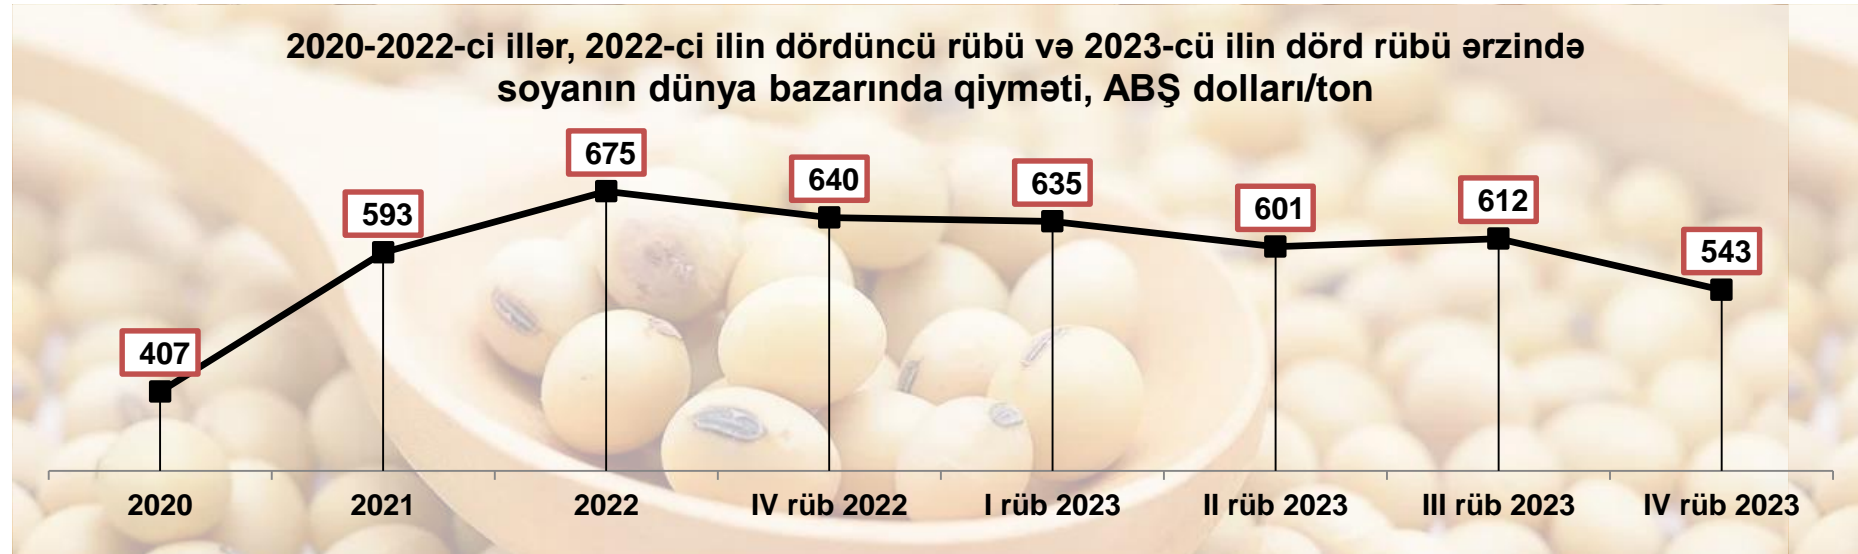 2020-2022-ci illər, 2022-ci ilin dördüncü rübü və 2023-cü ilin dörd rübü ərzində
soyanın dünya bazarında qiyməti, ABŞ dolları/ton
407
593
675
640
635
601
612
543
2020
2021
2022
IV rüb 2022
I rüb 2023
II rüb 2023
III rüb 2023
IV rüb 2023